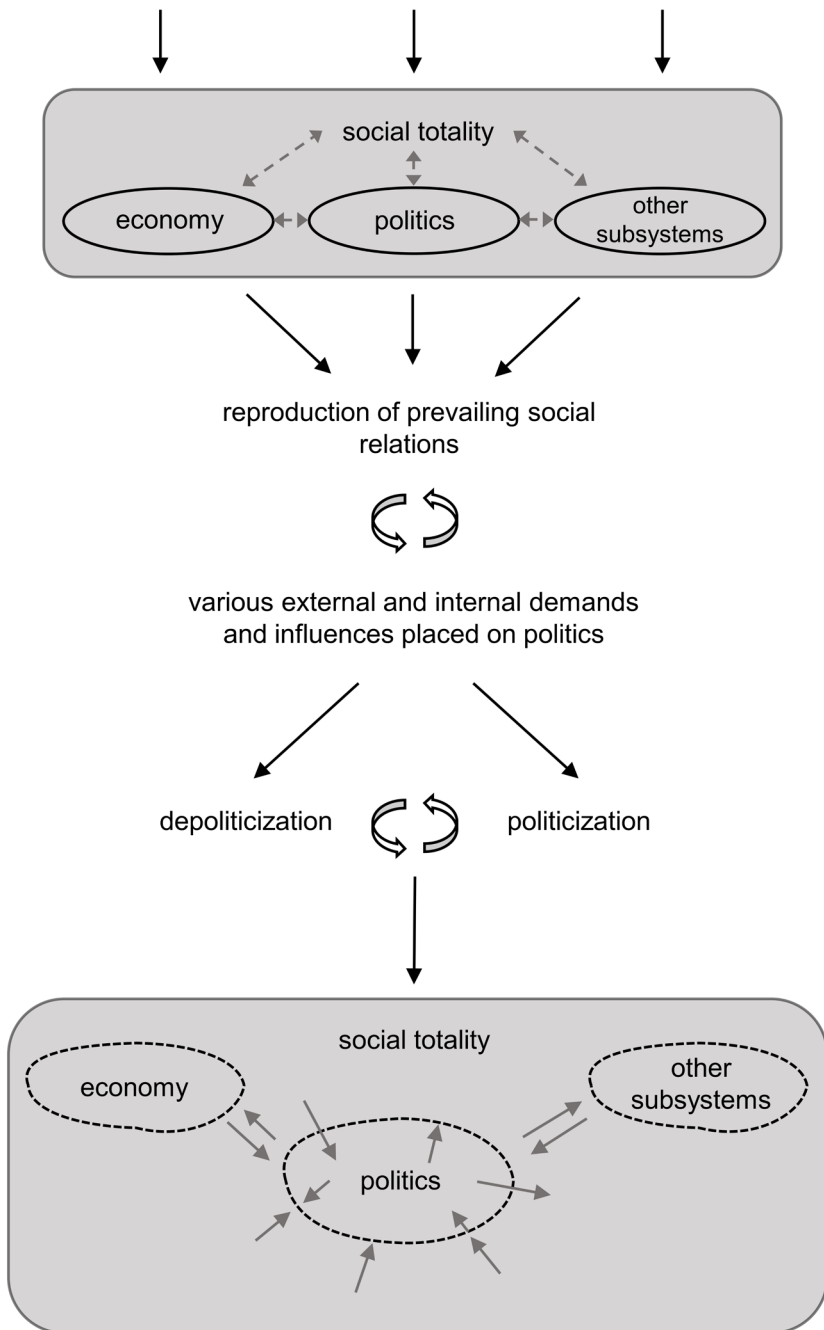 social totality
economy
politics
other
subsystems
reproduction of prevailing social
relations
various external and internal demands
and influences placed on politics
depoliticization
politicization
social totality
economy
other
subsystems
politics